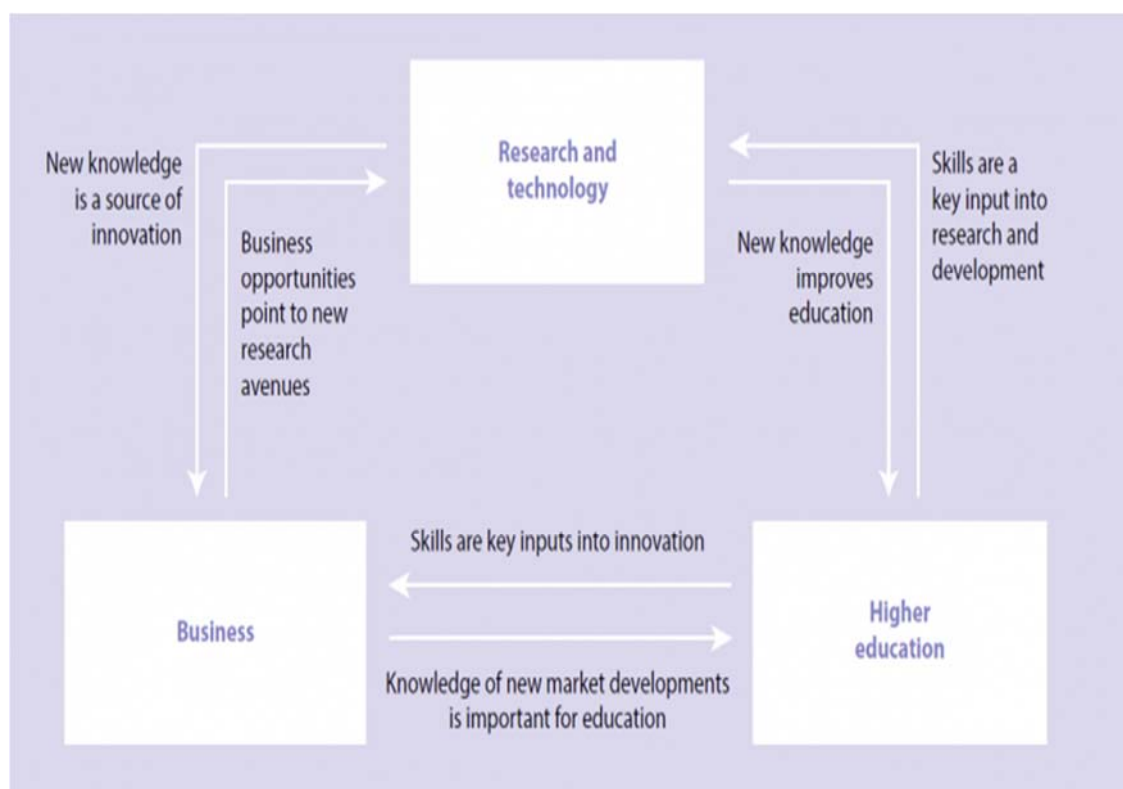 Research and
technology
New knowledge
is a source of
innovation
Business
opportunities
point to new
research
avenues
New knowledge
improves
education
Skills are a
key input into
research and
development
Skills are key inputs into innovation
Business
Higher
education
Knowledge of new market developments
is important for education